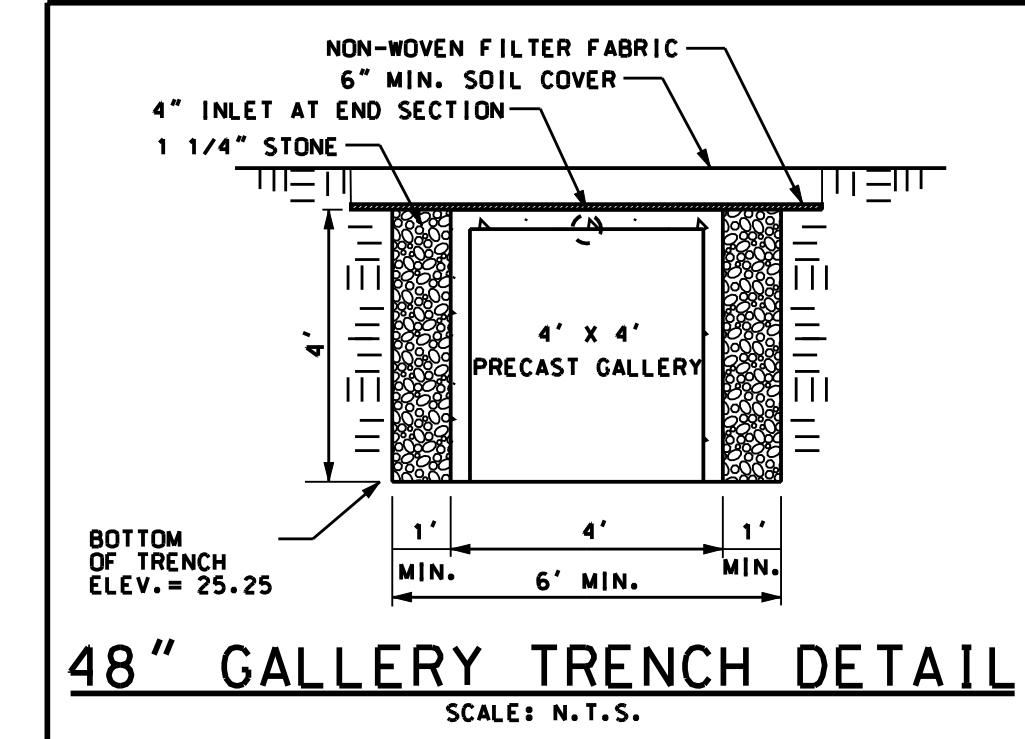 NON-WOVEN FILTER FABRIC
6" MIN. SOIL COVER
4" INLET AT END SECTION
1 1/4" STONE
4'
4' X 4'
PRECAST GALLERY
BOTTOM
OF TRENCH
ELEV.= 25.25
1'
MIN.
4'
1'
MIN.
6' MIN.
48" GALLERY TRENCH DETAIL
SCALE: N.T.S.